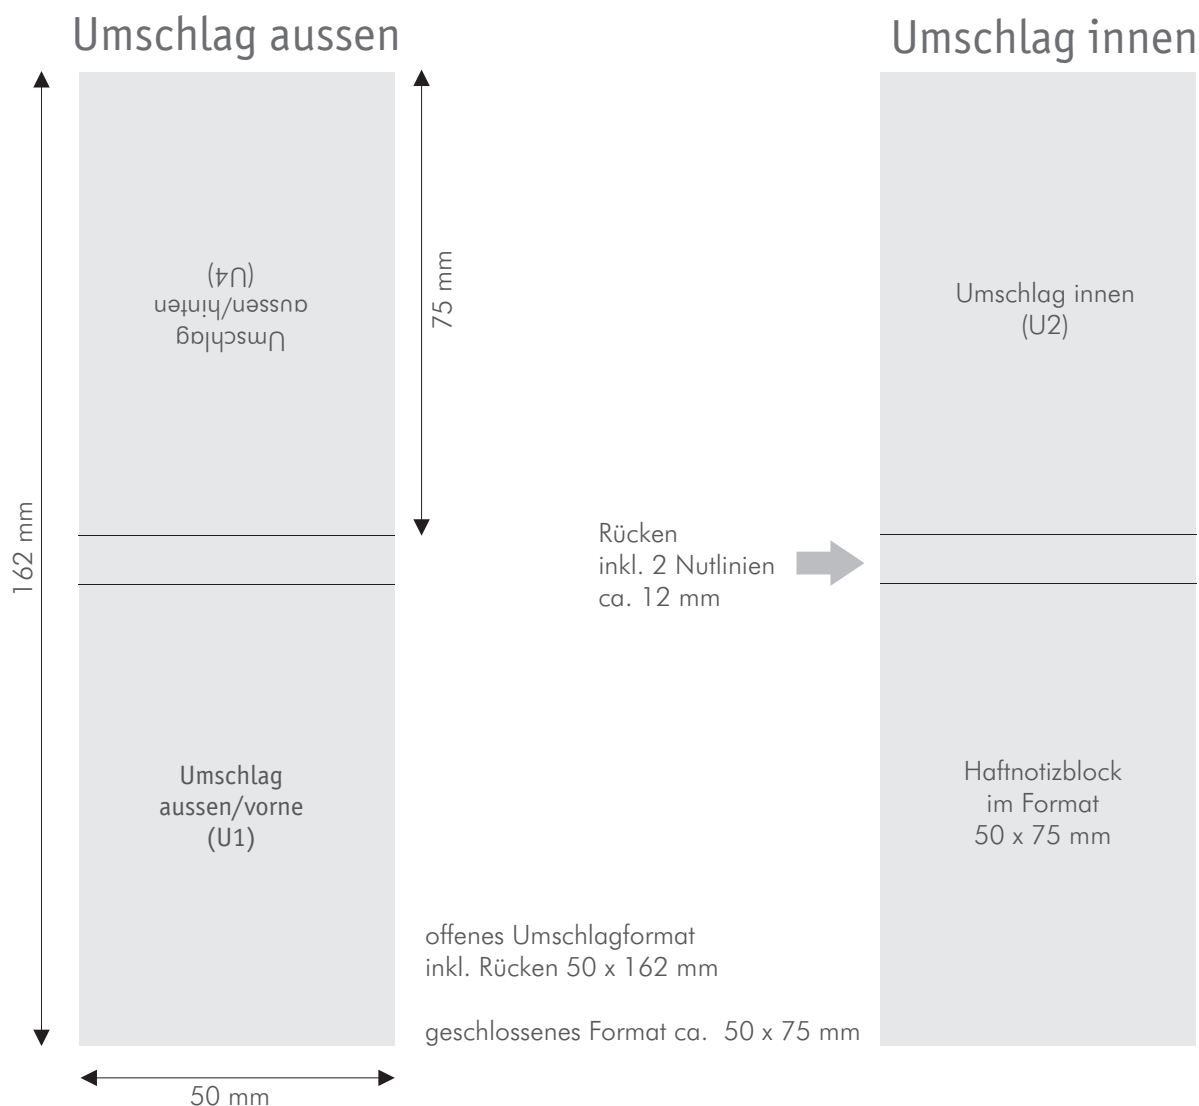 Umschlag aussen
Umschlag innen
162 mm
75 mm
Umschlag
aussen/hinten
(U4)
Umschlag innen
(U2)
Rücken
inkl. 2 Nutlinien
ca. 12 mm
Umschlag
aussen/vorne
(U1)
Haftnotizblock
im Format
50 x 75 mm
offenes Umschlagformat
inkl. Rücken 50 x 162 mm
geschlossenes Format ca. 50 x 75 mm
50 mm